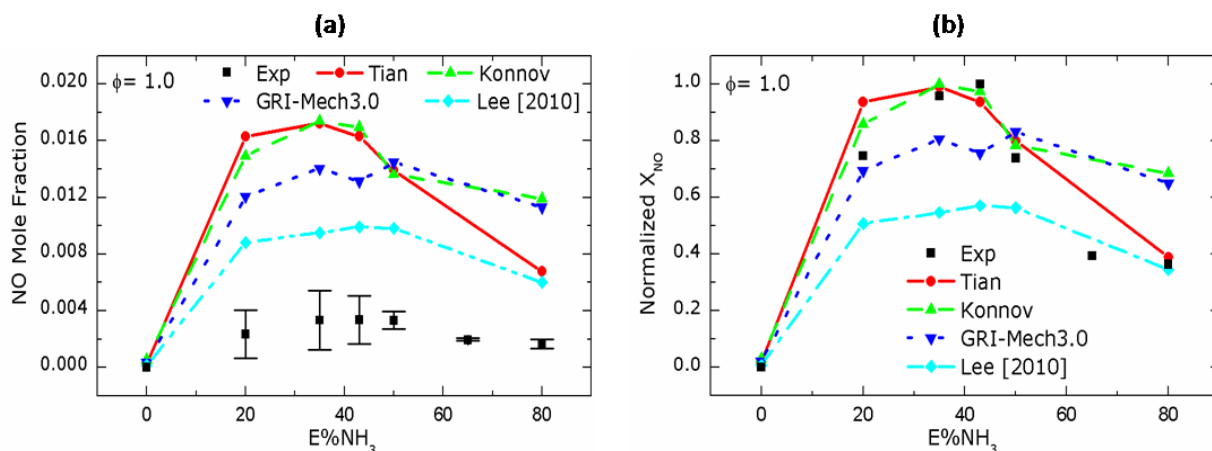 (a)
ϕ= 1.0
Exp Tian Konnov
GRI-Mech3.0 Lee [2010]
NO Mole Fraction
0.020
0.016
0.012
0.008
0.004
0.000
0 20 40 60 80
E%NH₃
(b)
ϕ= 1.0
Normalized X_NO
1.0
0.8
0.6
0.4
0.2
0.0
Exp
Tian
Konnov
GRI-Mech3.0
Lee [2010]
0 20 40 60 80
E%NH₃